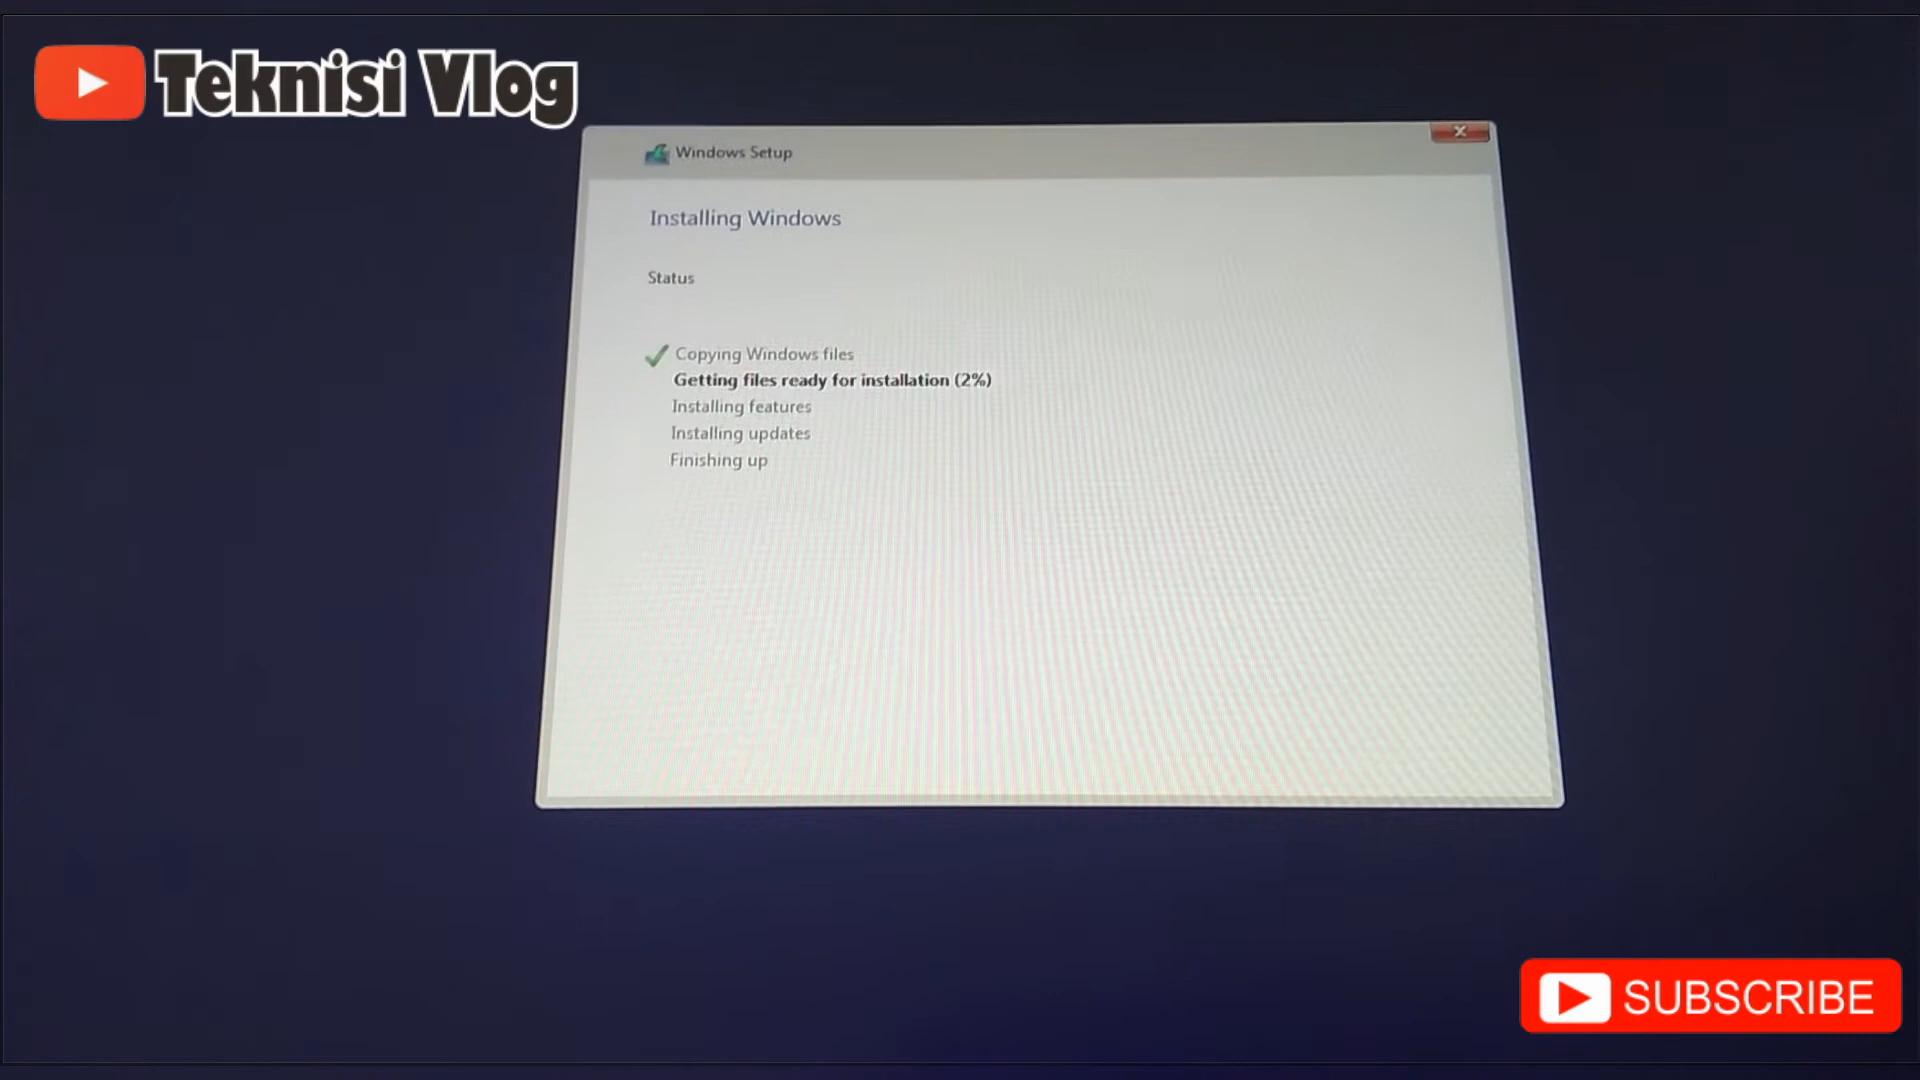 Teknisi Vlog
Windows Setup
Installing Windows
Status
Copying Windows files
Getting files ready for installation (2%)
Installing features
Installing updates
Finishing up
SUBSCRIBE